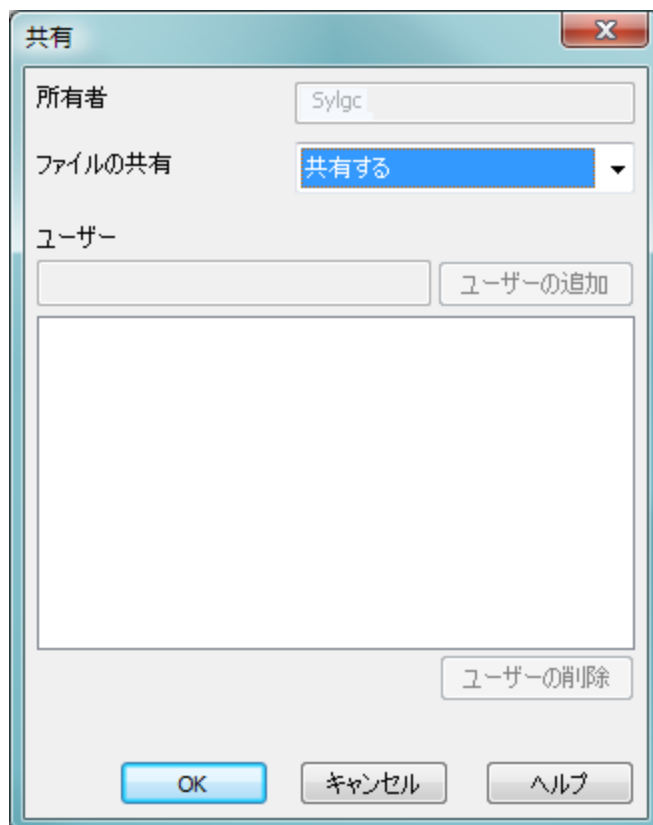 共有
所有者 Sylgc
ファイルの共有 共有する
ユーザー
ユーザーの追加
ユーザーの削除
OK キャンセル ヘルプ